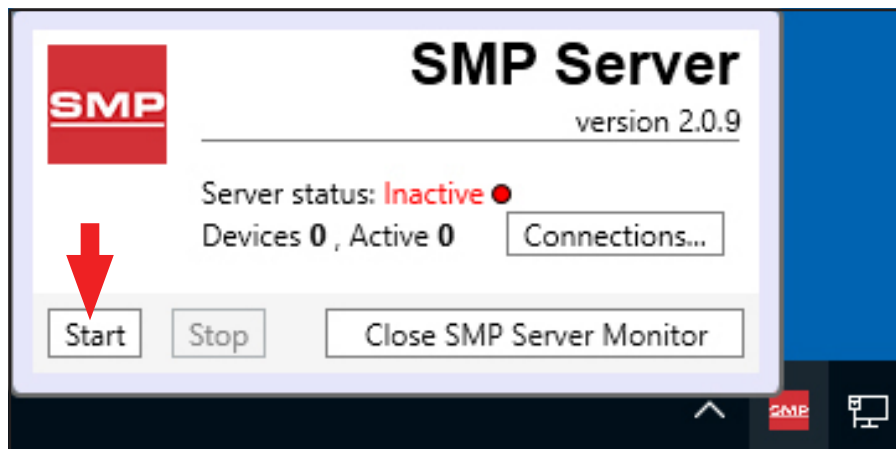 SMP Server
SMP
version 2.0.9
Server status: Inactive
Devices 0 , Active 0
Connections...
Start
Stop
Close SMP Server Monitor
SMP